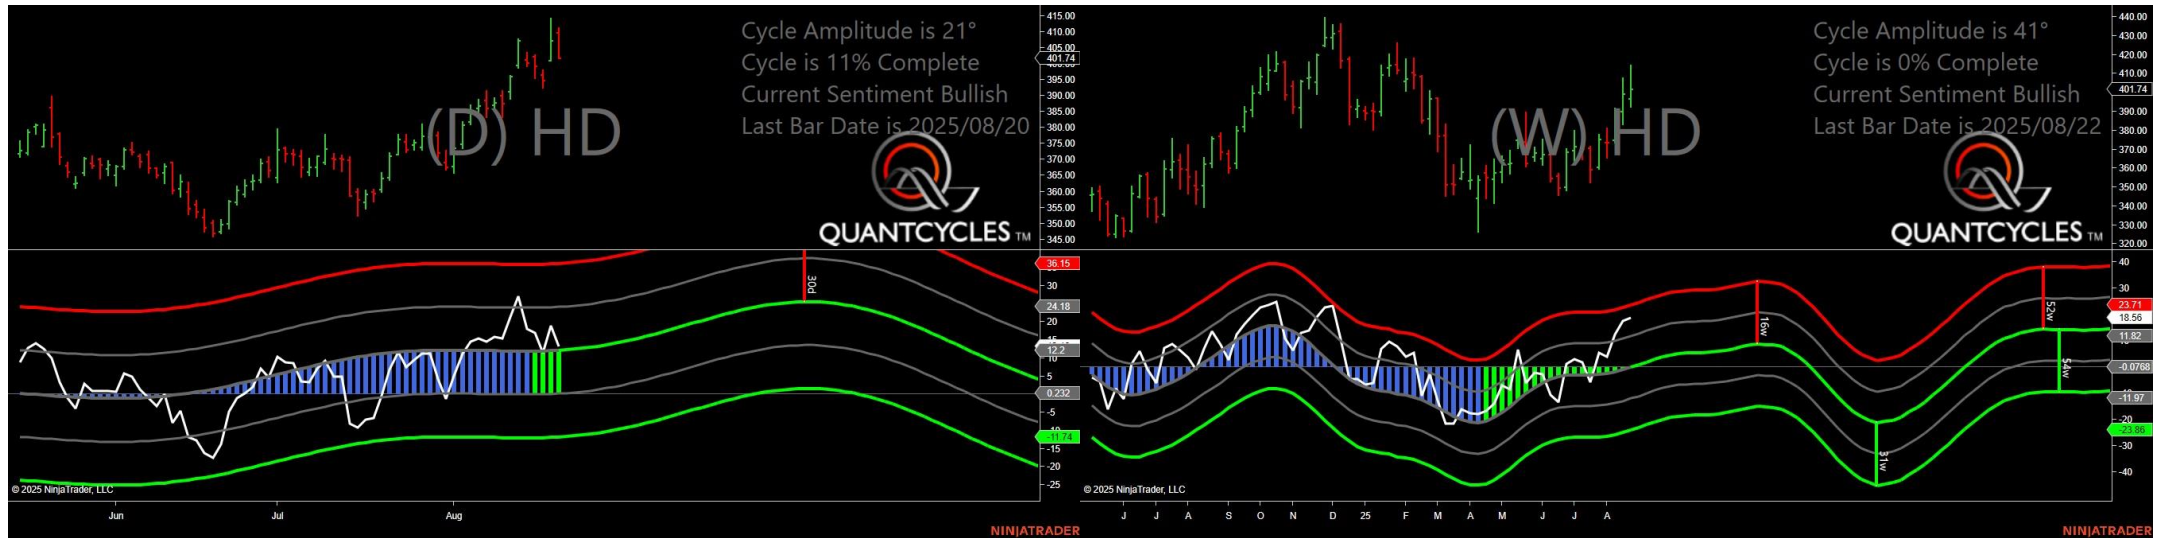 Cycle Amplitude is 21°
Cycle is 11% Complete
Current Sentiment Bullish
Last Bar Date is 2025/08/20
(D) HD
QUANTCYCLES TM
415.00
410.00
405.00
401.74
395.00
390.00
385.00
380.00
375.00
370.00
365.00
360.00
355.00
350.00
345.00
30d
36.15
30
24.18
20
12.2
5
0.232
-5
-11.74
-15
-20
-25
© 2025 NinjaTrader, LLC
Jun Jul Aug
NINJATRADER
Cycle Amplitude is 41°
Cycle is 0% Complete
Current Sentiment Bullish
Last Bar Date is 2025/08/22
(W) HD
QUANTCYCLES TM
440.00
430.00
420.00
410.00
401.74
390.00
380.00
370.00
360.00
350.00
340.00
330.00
320.00
16w
31w
52w
54w
40
30
23.71
18.56
11.82
-0.0768
-11.97
-20
-23.86
-30
-40
© 2025 NinjaTrader, LLC
J J A S O N D 25 F M A M J J A
NINJATRADER